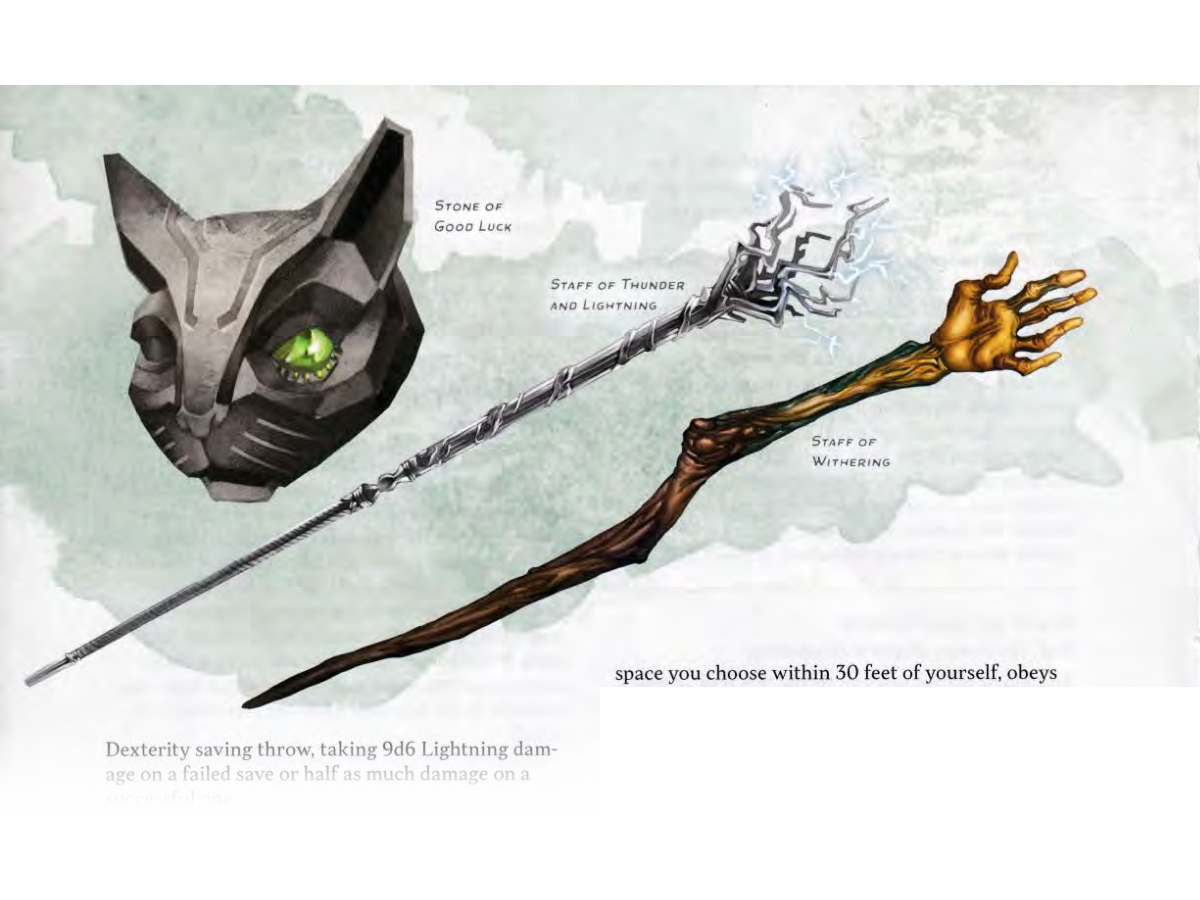 STONE OF
GOOD LUCK
STAFF OF THUNDER
AND LIGHTNING
STAFF OF
WITHERING
space you choose within 30 feet of yourself, obeys
Dexterity saving throw, taking 9d6 Lightning dam-
age on a failed save or half as much damage on a
successful one